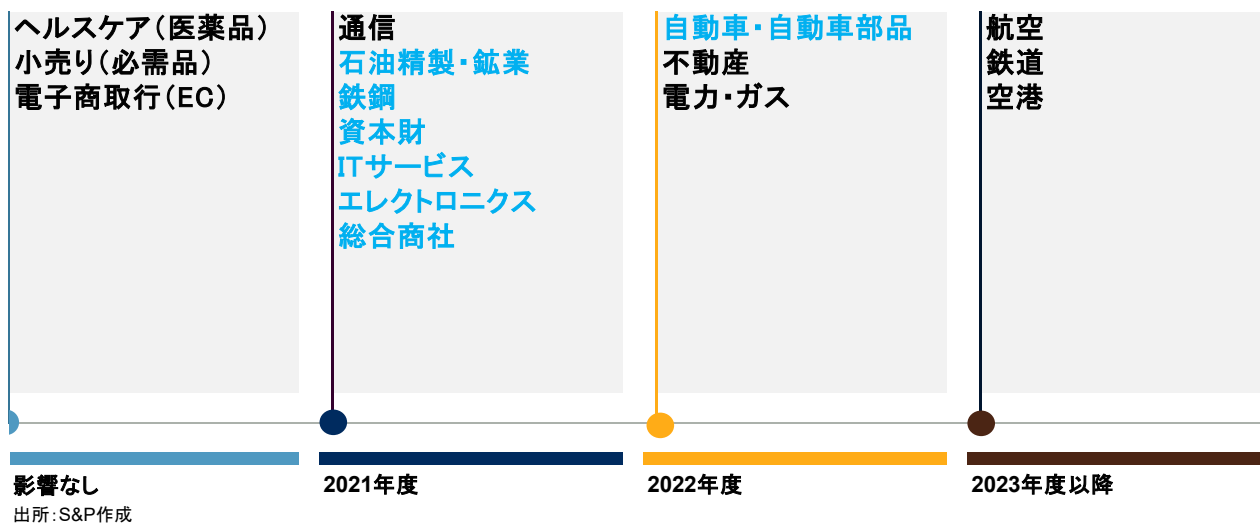 ヘルスケア（医薬品）
小売り（必需品）
電子商取行（EC）
通信
石油精製・鉱業
鉄鋼
資本財
ITサービス
エレクトロニクス
総合商社
自動車・自動車部品
不動産
電力・ガス
航空
鉄道
空港
影響なし
2021年度
2022年度
2023年度以降
出所：S&P作成